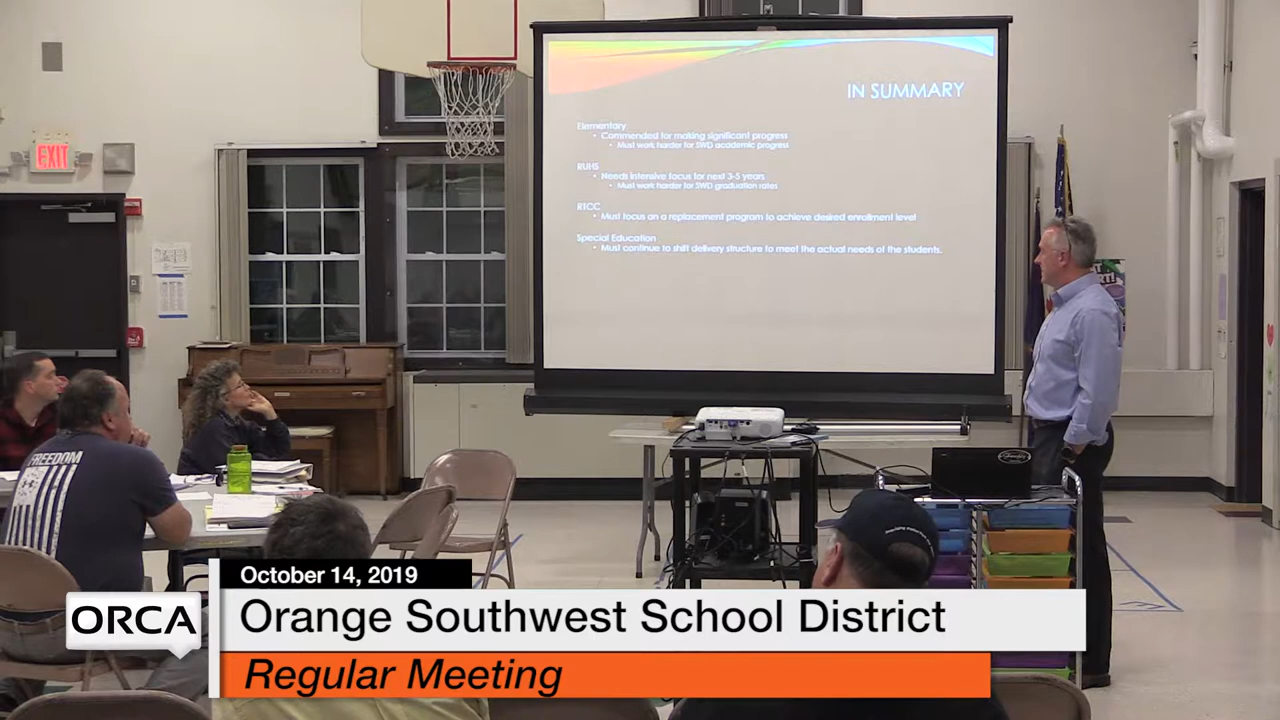 IN SUMMARY
Elementary
• Commended for making significant progress
• Must work harder for SWD academic progress
RUHS
• Needs intensive focus for next 3-5 years
• Must work harder for SWD graduation rates
RTCC
• Must focus on a replacement program to achieve desired enrollment level
Special Education
• Must continue to shift delivery structure to meet the actual needs of the students.
EXIT
FREEDOM
October 14, 2019
ORCA
Orange Southwest School District
Regular Meeting